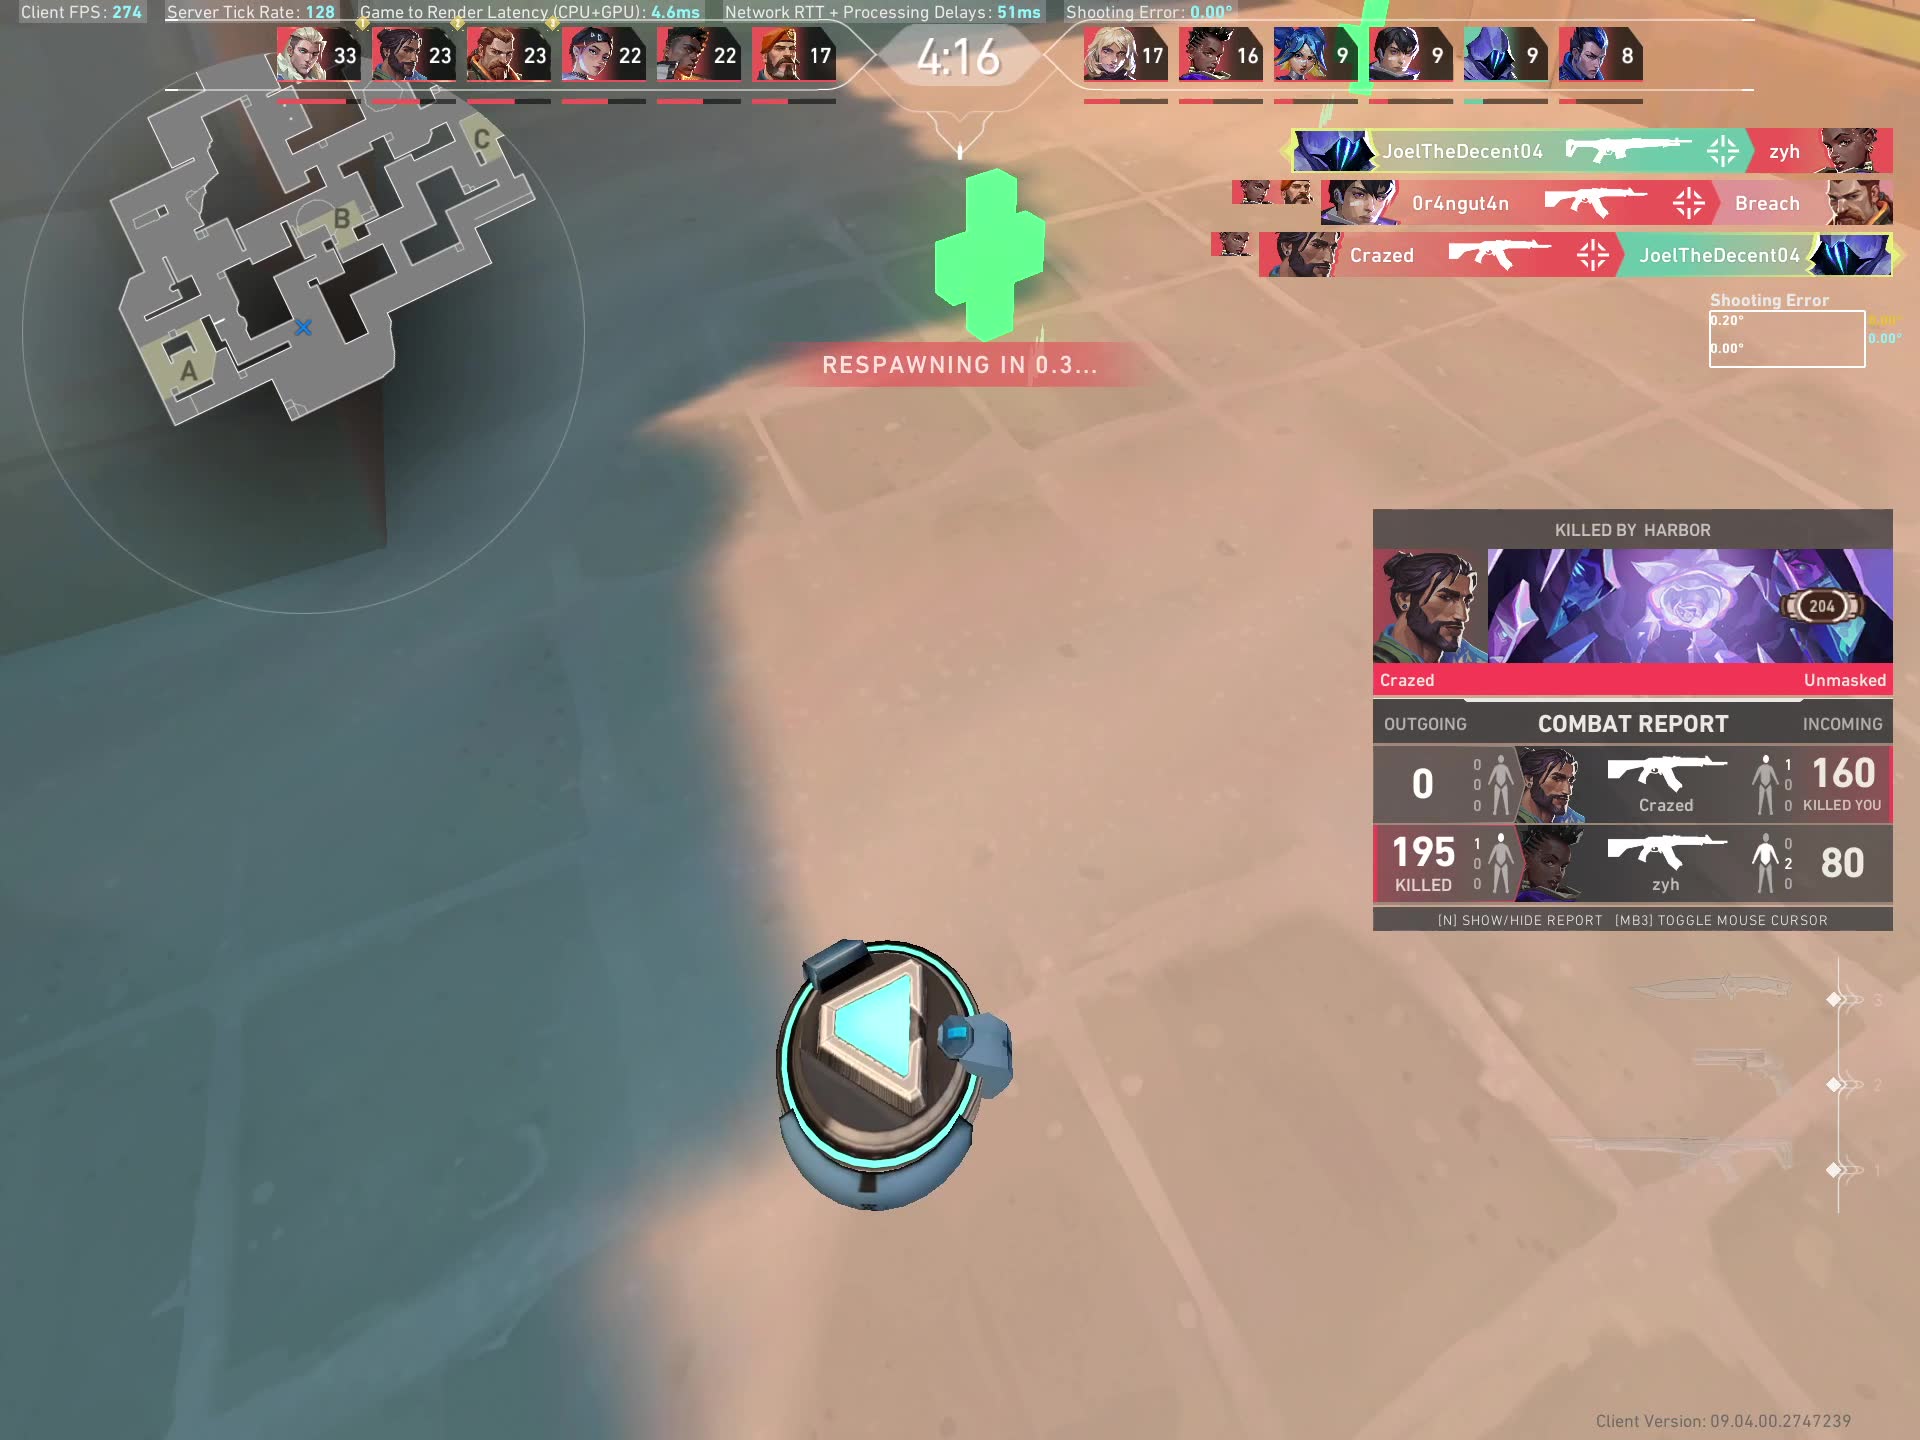 Client FPS: 274
Server Tick Rate: 128
Game to Render Latency (CPU+GPU): 4.6ms
Network RTT + Processing Delays: 51ms
Shooting Error: 0.00°
33
23
23
22
22
17
4:16
17
16
9
9
9
8
JoelTheDecent04 zyh
0r4ngut4n Breach
Crazed JoelTheDecent04
A
B
C
Shooting Error
0.20°
0.00°
0.00°
0.00°
RESPAWNING IN 0.3...
KILLED BY HARBOR
204
Crazed Unmasked
OUTGOING COMBAT REPORT INCOMING
0
0
0
0
Crazed
1
0
0
160
KILLED YOU
195
KILLED
1
0
0
zyh
0
2
0
80
[N] SHOW/HIDE REPORT [MB3] TOGGLE MOUSE CURSOR
3
2
1
Client Version: 09.04.00.2747239